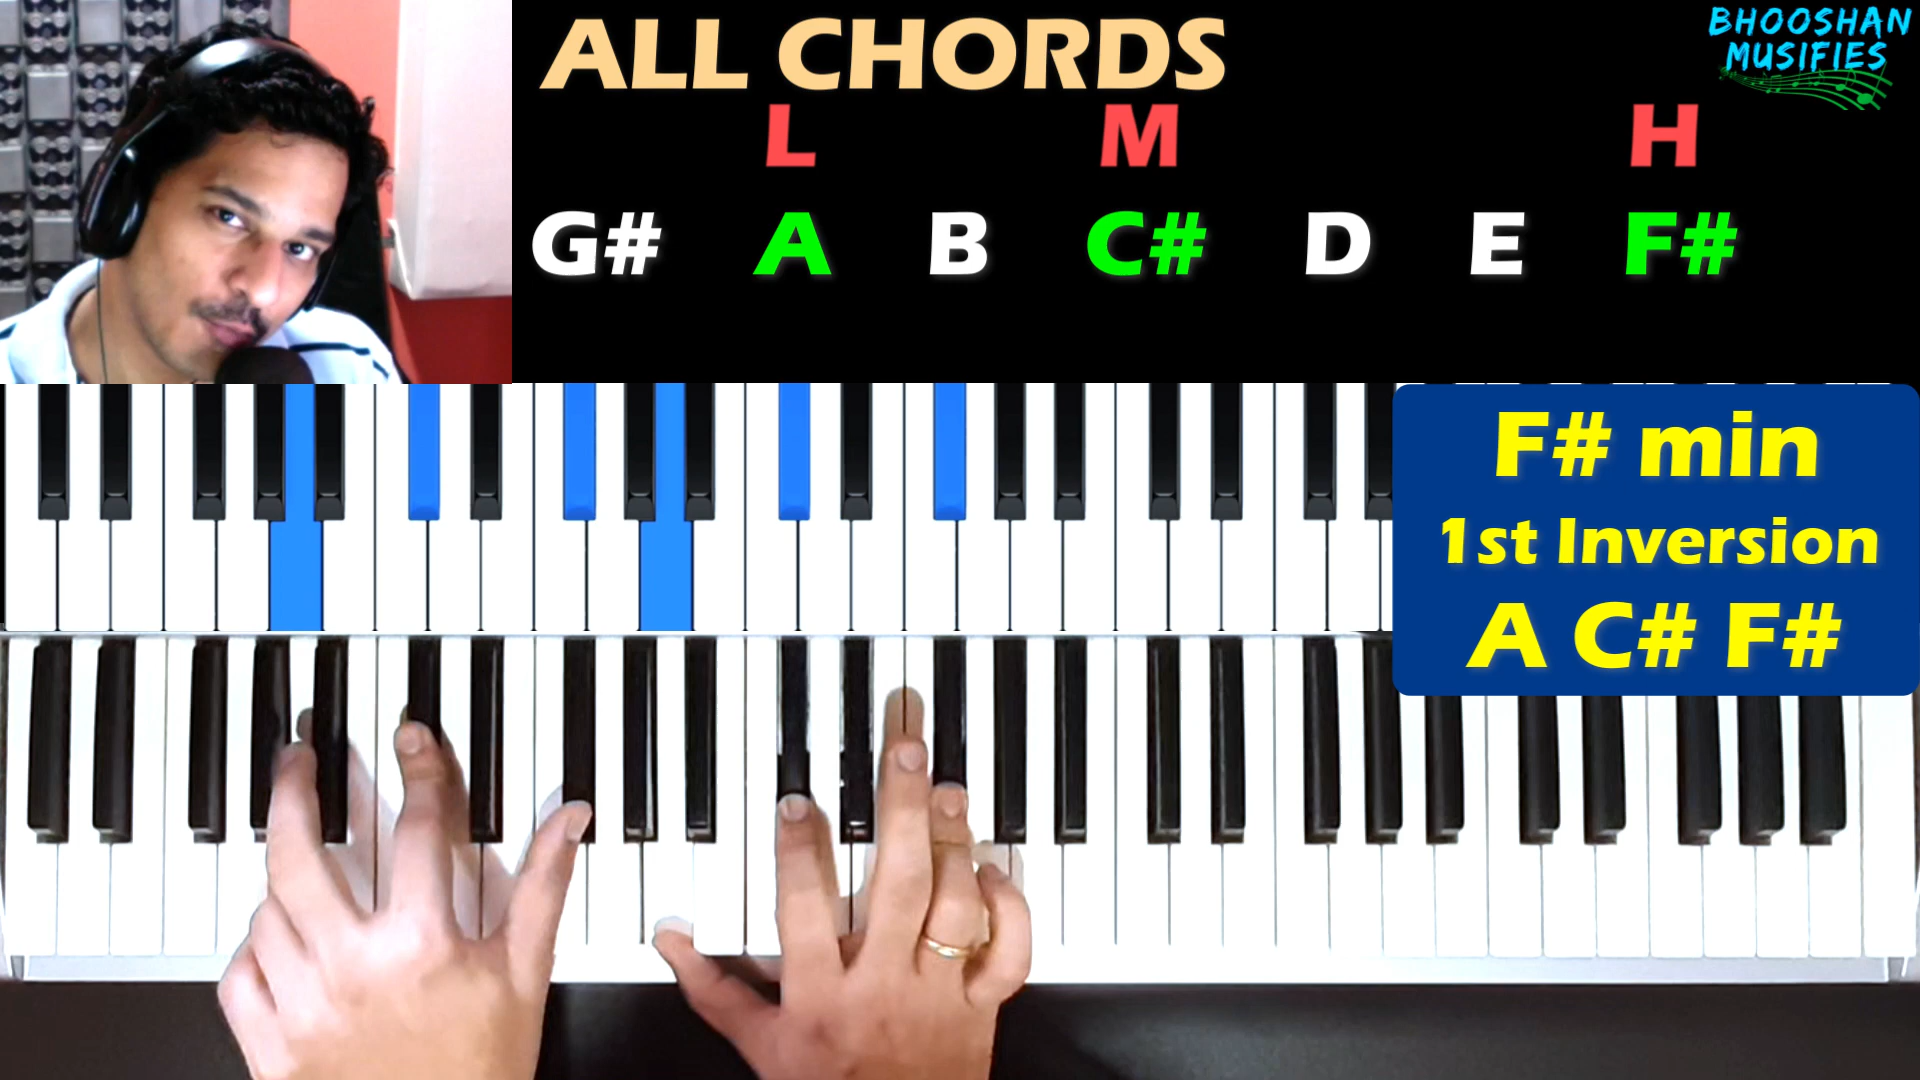 ALL CHORDS
BHOOSHAN
MUSIFIES
L M H
G# A B C# D E F#
F# min
1st Inversion
A C# F#